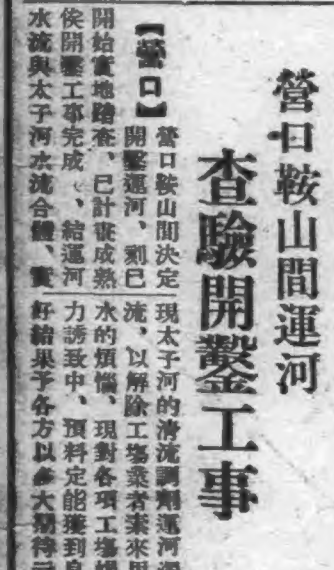 營口鞍山間運河
查驗開鑿工事
【營口】營口鞍山間決定
開鑿運河、刻已
開始實地踏查、已計畫成熟
俟開鑿工事完成、結運河
水流與太子河水流合體、實
現太子河的清流調劑運河
流、以解除工場業者素來用
水的煩惱、現對各項工場
力誘致中、預料定能獲到
好結果予各方以多大期待